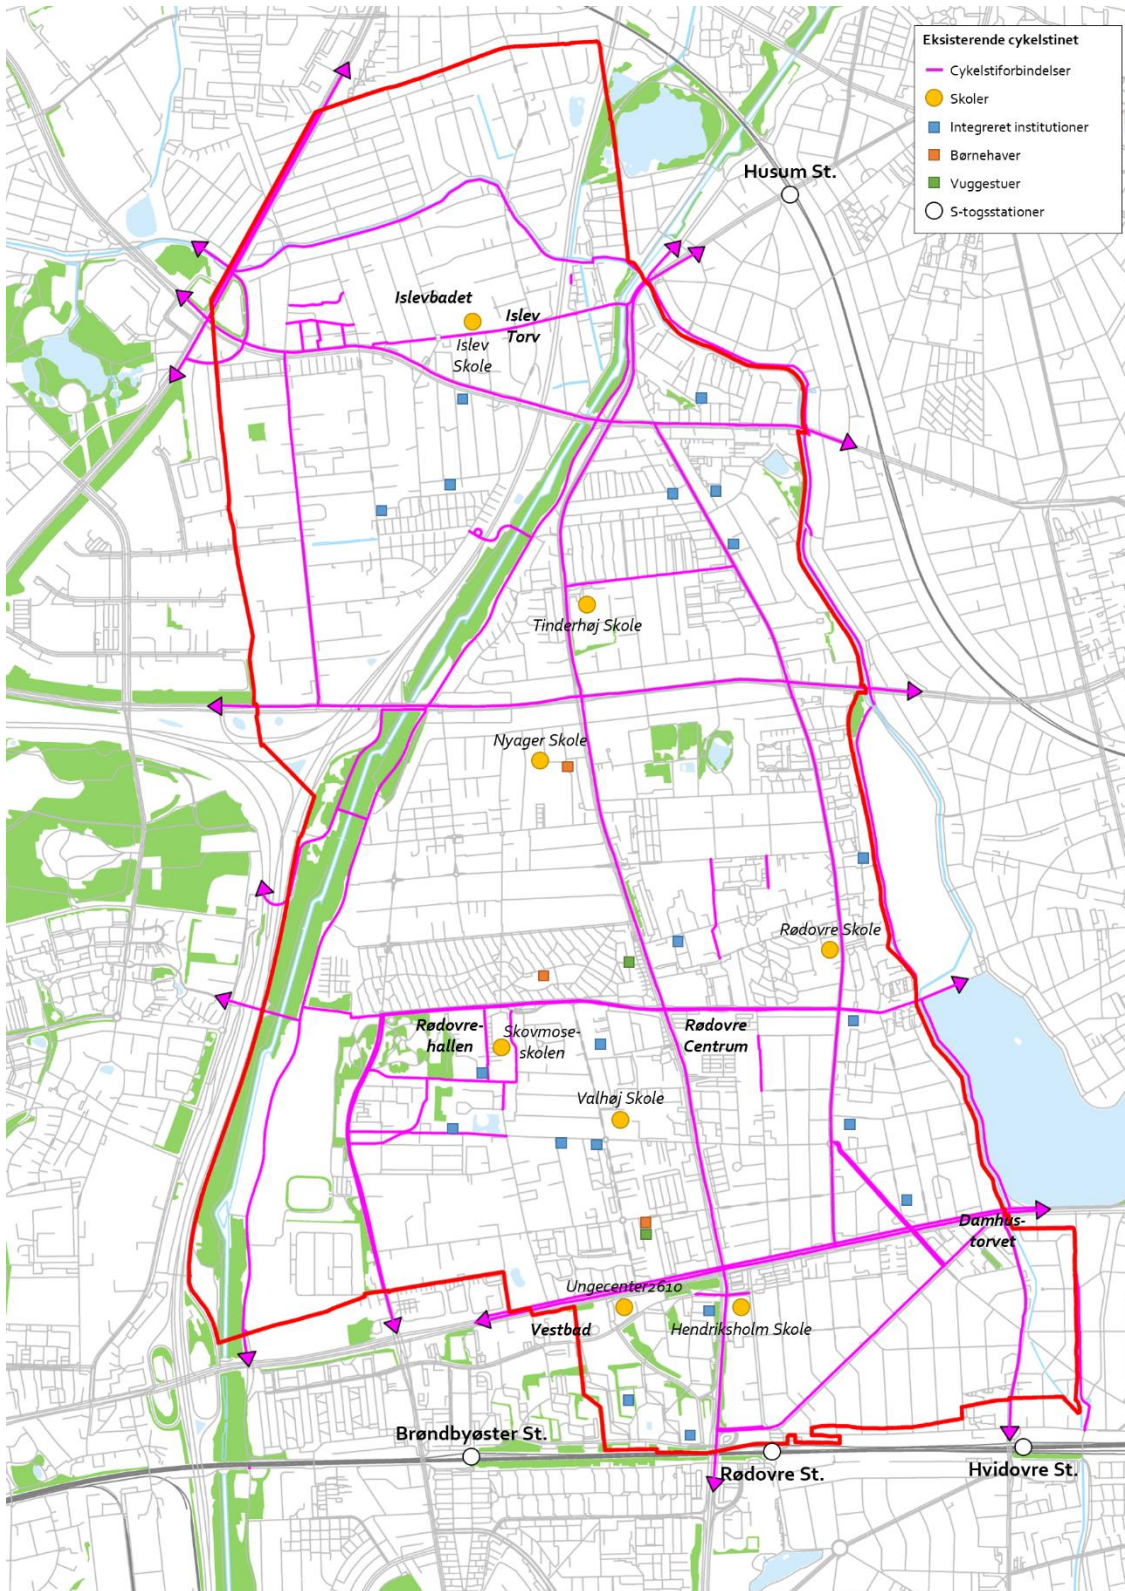 Eksisterende cykelstinet
Cykelstiforbindelser
Skoler
Integreret institutioner
Børnehaver
Vuggestuer
S-togsstationer
Husum St.
Islevbadet
Islev
Torv
Islev
Skole
Tinderhøj Skole
Nyager Skole
Rødovre Skole
Rødovre-
hallen
Skovmose-
skolen
Rødovre
Centrum
Valhøj Skole
Damhus-
torvet
Ungecenter2610
Vestbad
Hendriksholm Skole
Brøndbyøster St.
Rødovre St.
Hvidovre St.